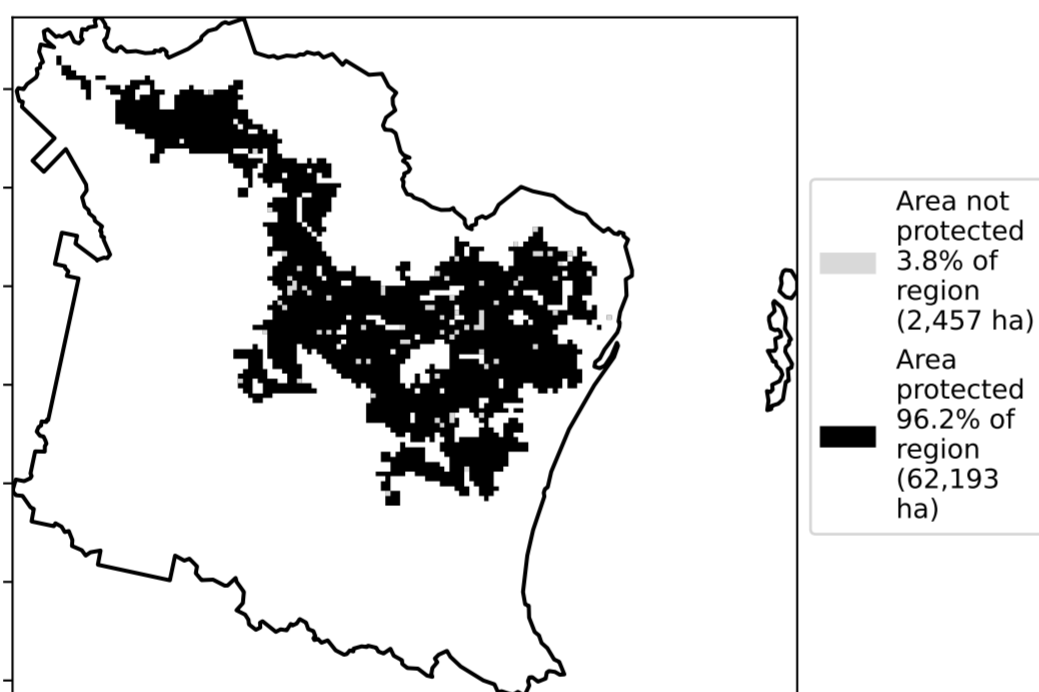 Area not
protected
3.8% of
region
(2,457 ha)
Area
protected
96.2% of
region
(62,193
ha)